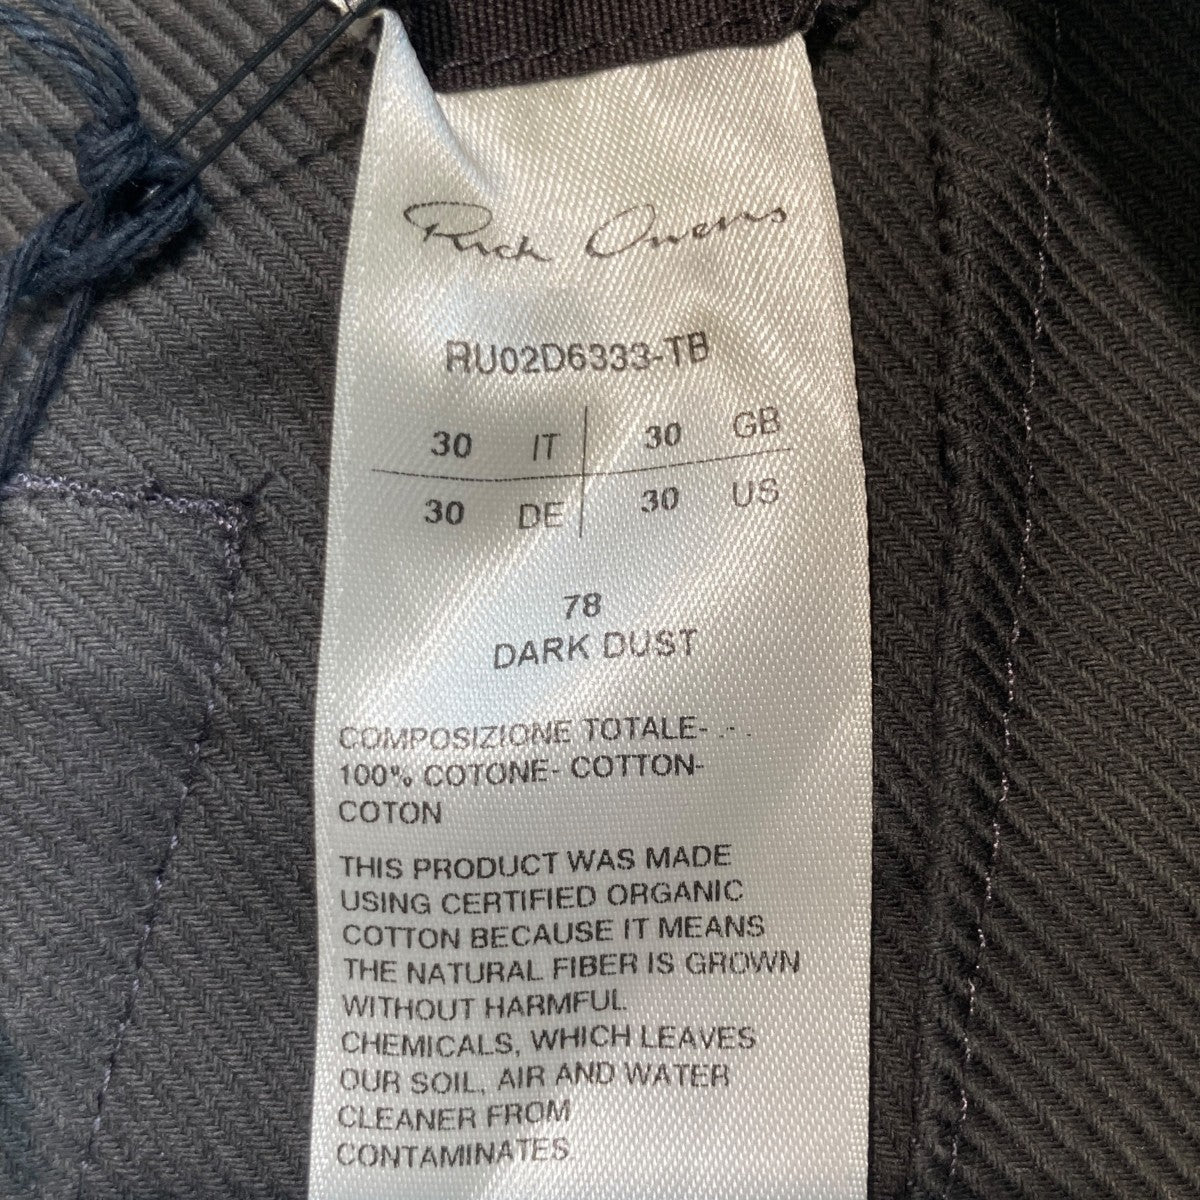 Rick Owens
RU02D6333-TB
30 IT 30 GB
30 DE 30 US
78
DARK DUST
COMPOSIZIONE TOTALE- .-.
100% COTONE- COTTON-
COTON
THIS PRODUCT WAS MADE
USING CERTIFIED ORGANIC
COTTON BECAUSE IT MEANS
THE NATURAL FIBER IS GROWN
WITHOUT HARMFUL
CHEMICALS, WHICH LEAVES
OUR SOIL, AIR AND WATER
CLEANER FROM
CONTAMINATES